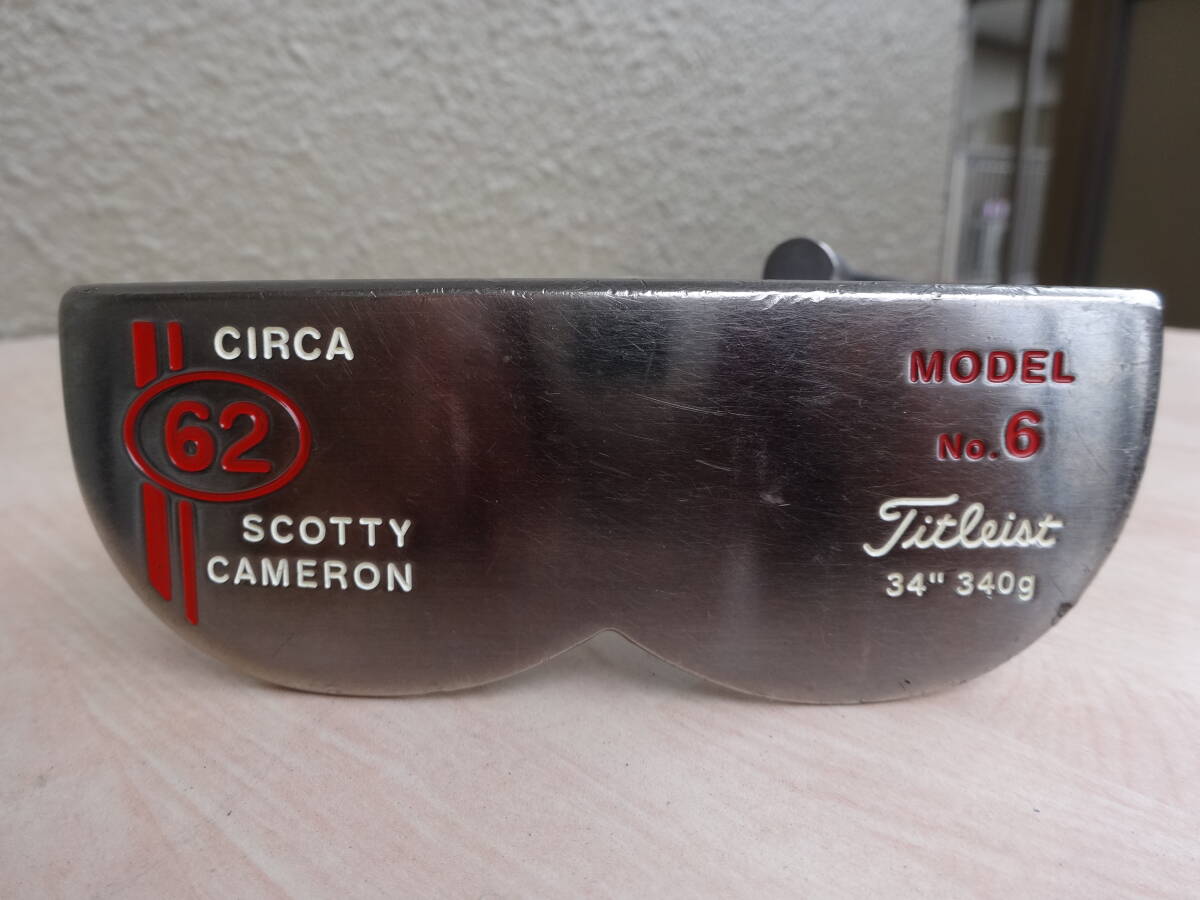 CIRCA
62
SCOTTY
CAMERON
MODEL
No.6
Titleist
34" 340g